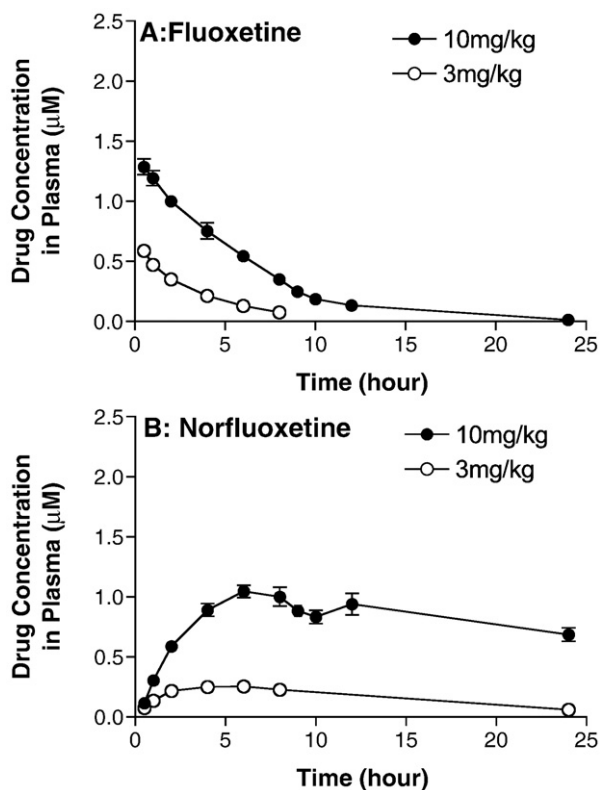 A:Fluoxetine
10mg/kg
3mg/kg
Drug Concentration
in Plasma (μM)
2.5
2.0
1.5
1.0
0.5
0.0
0 5 10 15 20 25
Time (hour)
B: Norfluoxetine
10mg/kg
3mg/kg
Drug Concentration
in Plasma (μM)
2.5
2.0
1.5
1.0
0.5
0.0
0 5 10 15 20 25
Time (hour)